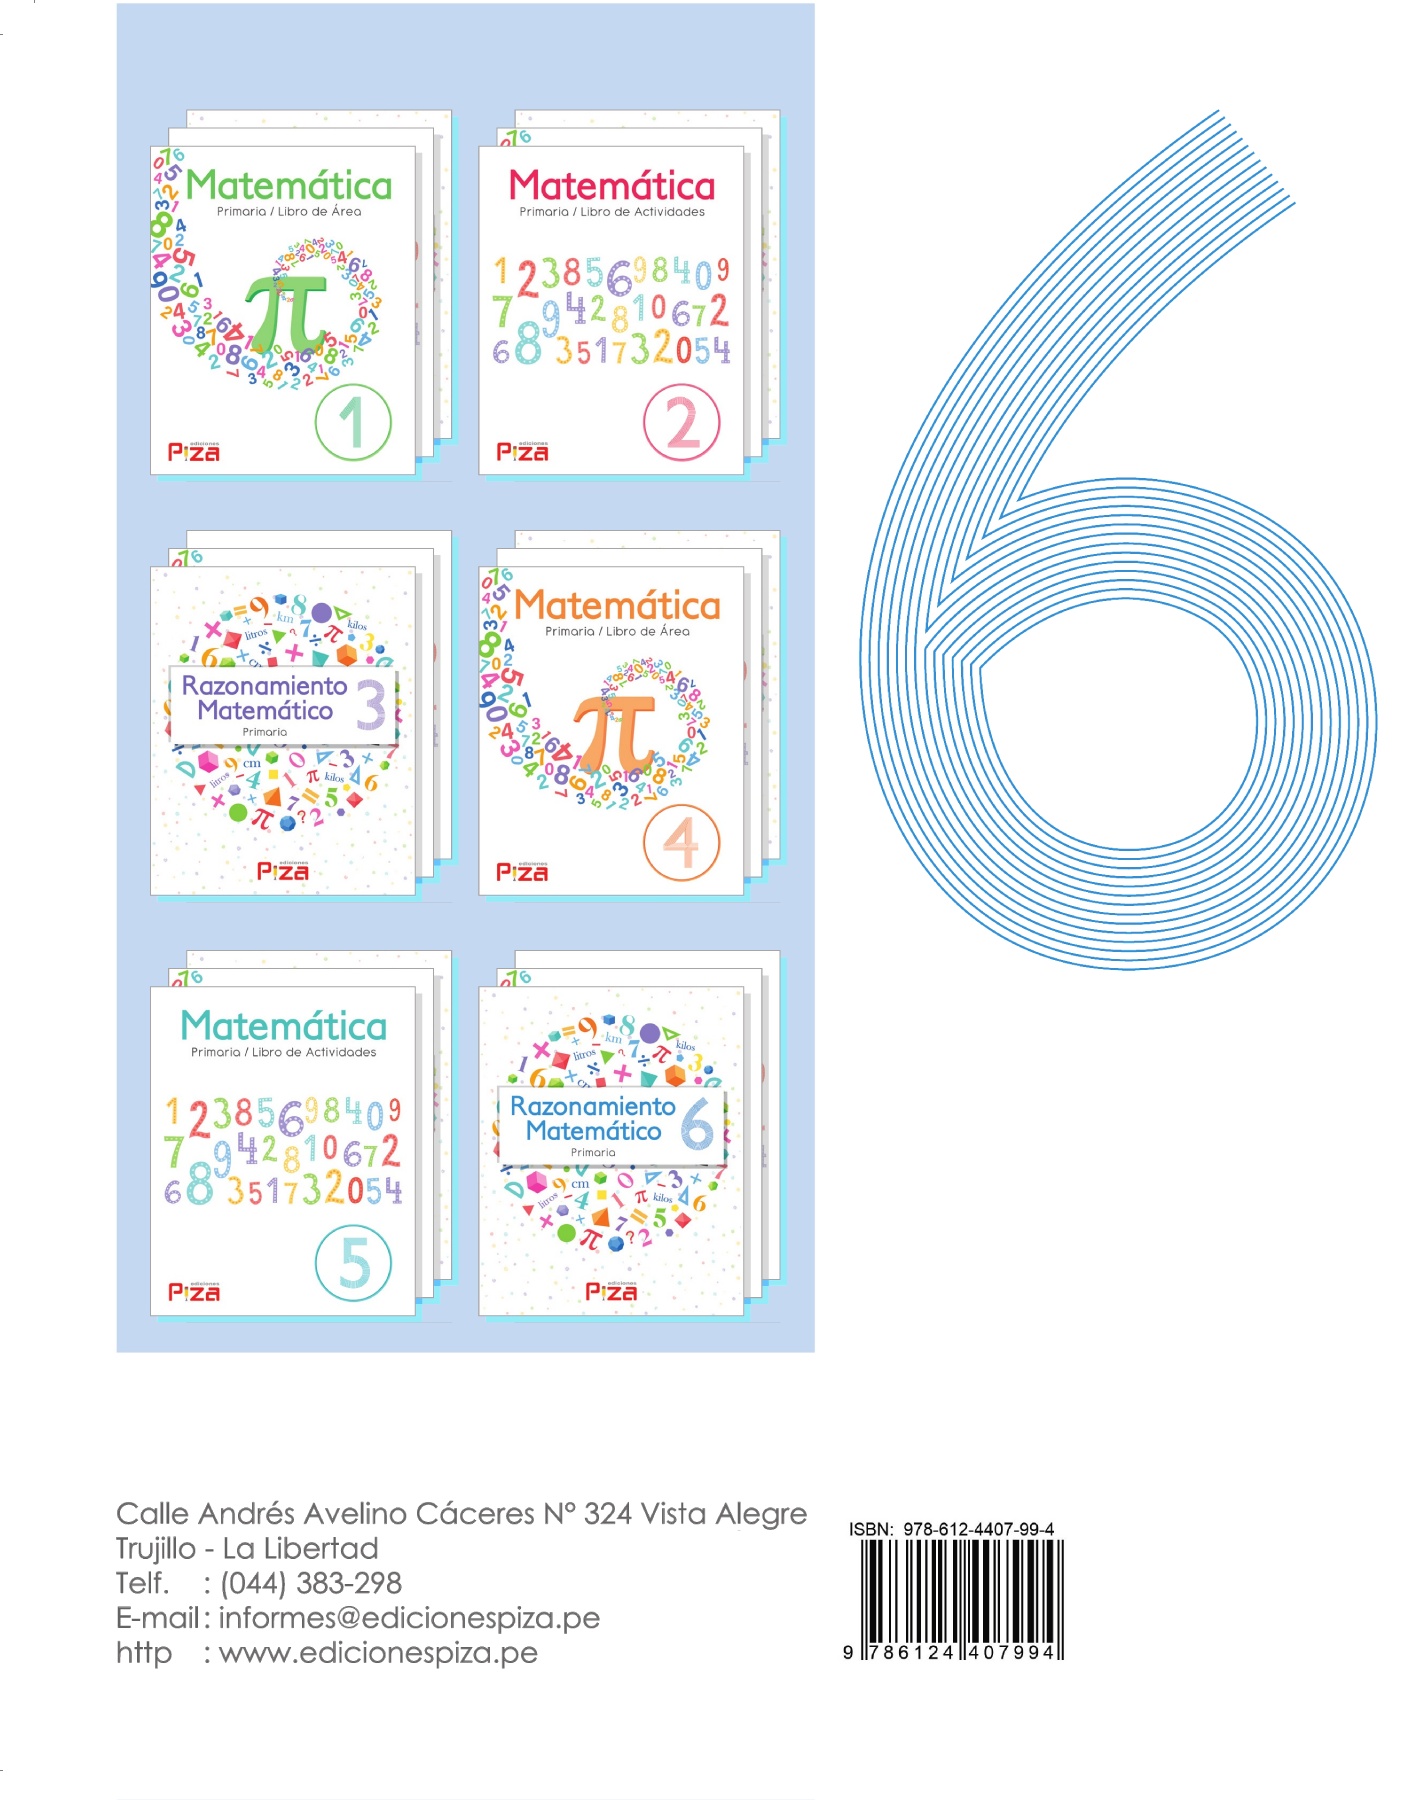 Matemática
Primaria / Libro de Área
1
ediciones
Piza
Matemática
Primaria / Libro de Actividades
1 2 3 8 5 6 9 8 4 0 9
7 9 4 2 8 1 0 6 7 2
6 8 3 5 1 7 3 2 0 5 4
2
ediciones
Piza
Razonamiento
Matemático
3
Primaria
ediciones
Piza
Matemática
Primaria / Libro de Área
4
ediciones
Piza
Matemática
Primaria / Libro de Actividades
1 2 3 8 5 6 9 8 4 0 9
7 9 4 2 8 1 0 6 7 2
6 8 3 5 1 7 3 2 0 5 4
5
ediciones
Piza
Razonamiento
Matemático
6
Primaria
ediciones
Piza
6
Calle Andrés Avelino Cáceres N° 324 Vista Alegre
Trujillo - La Libertad
Telf. : (044) 383-298
E-mail : informes@edicionespiza.pe
http : www.edicionespiza.pe
ISBN: 978-612-4407-99-4
9 786124 407994